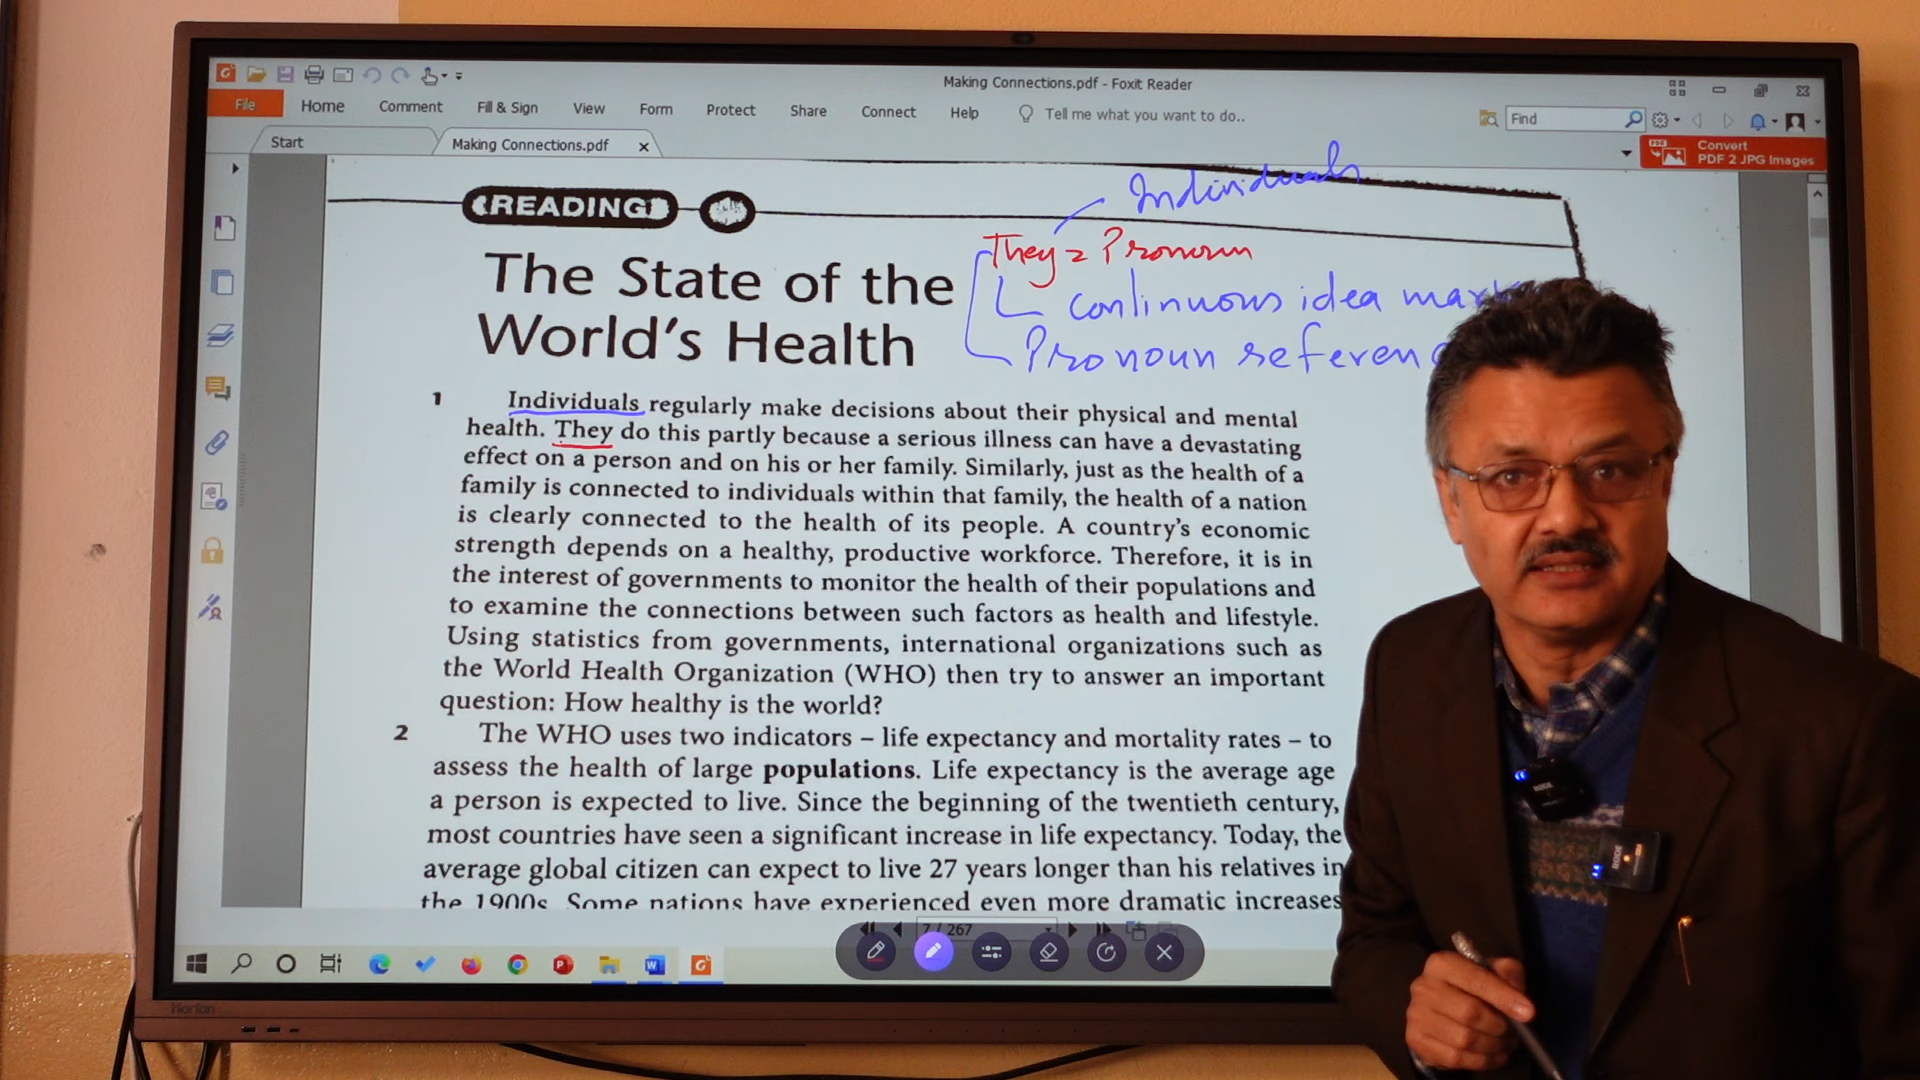 Making Connections.pdf - Foxit Reader
File Home Comment Fill & Sign View Form Protect Share Connect Help Tell me what you want to do.. Find
Start Making Connections.pdf
Convert
PDF 2 JPG Images
READING
Individuals
They = Pronoun
continuous idea
Pronoun
The State of the
World's Health
1 Individuals regularly make decisions about their physical and mental
health. They do this partly because a serious illness can have a devastating
effect on a person and on his or her family. Similarly, just as the health of a
family is connected to individuals within that family, the health of a nation
is clearly connected to the health of its people. A country's economic
strength depends on a healthy, productive workforce. Therefore, it is in
the interest of governments to monitor the health of their populations and
to examine the connections between such factors as health and lifestyle.
Using statistics from governments, international organizations such as
the World Health Organization (WHO) then try to answer an important
question: How healthy is the world?
2 The WHO uses two indicators – life expectancy and mortality rates – to
assess the health of large populations. Life expectancy is the average age
a person is expected to live. Since the beginning of the twentieth century,
most countries have seen a significant increase in life expectancy. Today, the
average global citizen can expect to live 27 years longer than his relatives in
the 1900s. Some nations have experienced even more dramatic increases
7 / 267
RODE
RODE
Horion